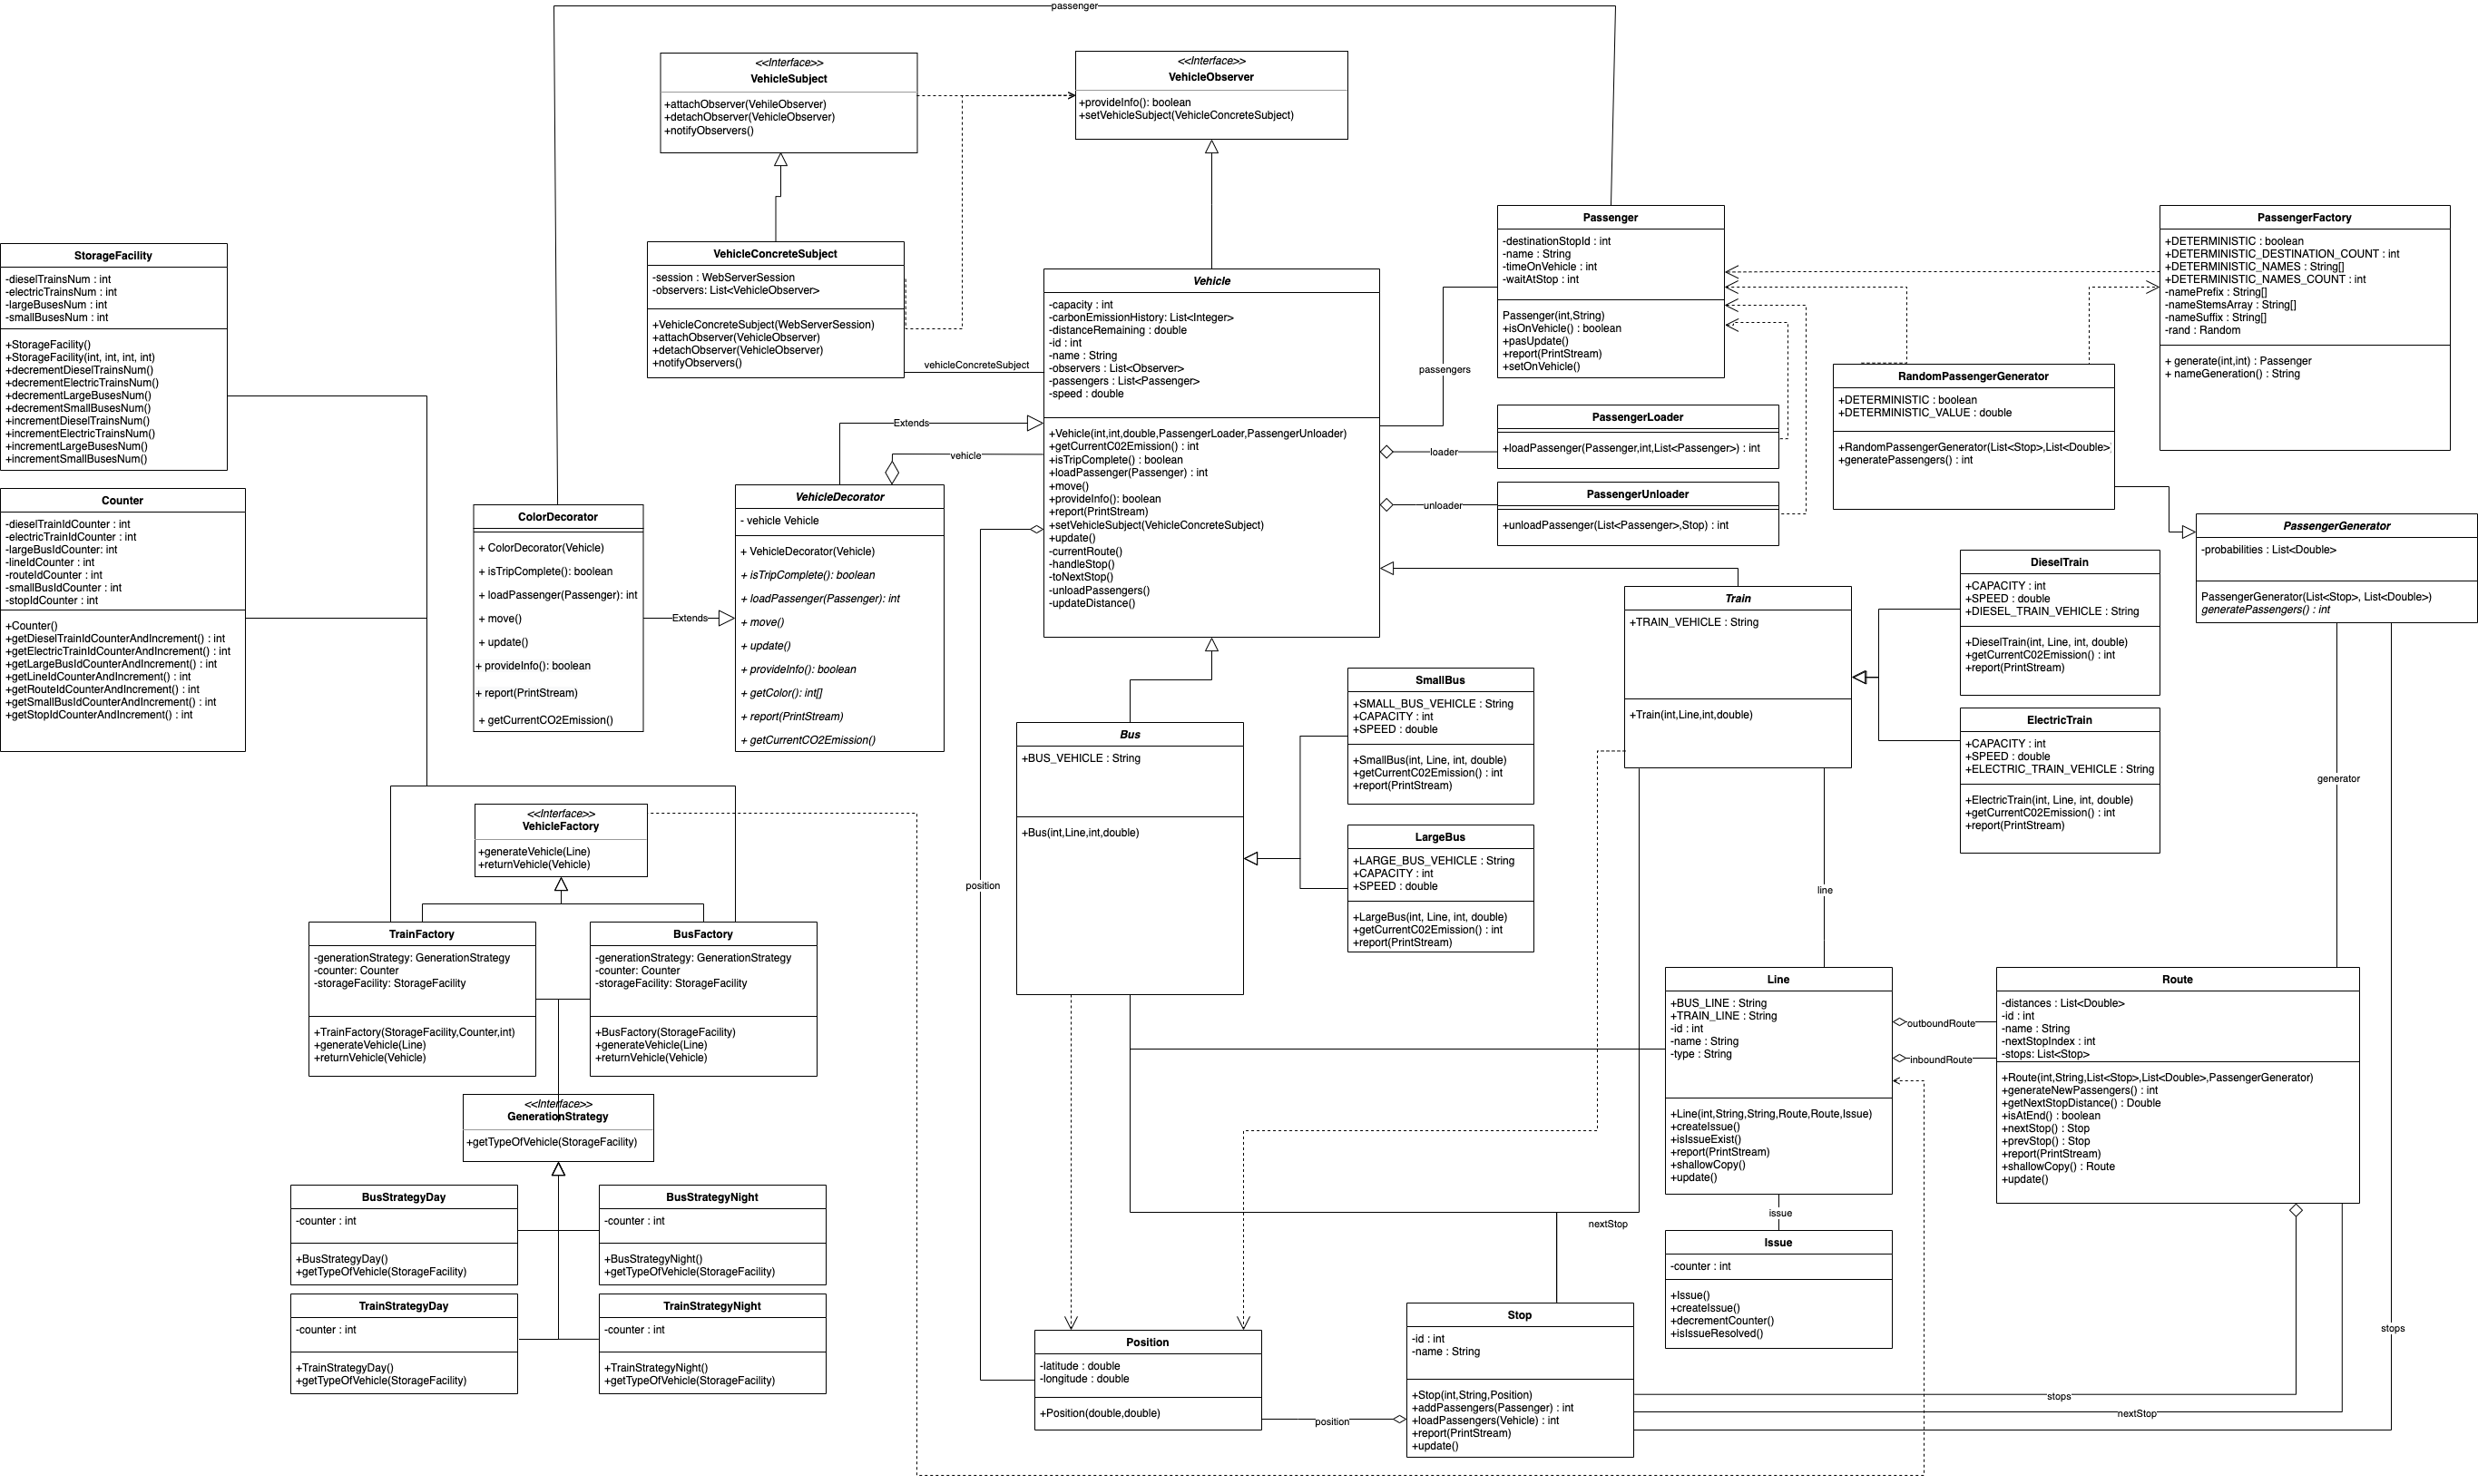 passenger
<<Interface>>
VehicleSubject
+attachObserver(VehileObserver)
+detachObserver(VehicleObserver)
+notifyObservers()
<<Interface>>
VehicleObserver
+provideInfo(): boolean
+setVehicleSubject(VehicleConcreteSubject)
StorageFacility
-dieselTrainsNum : int
-electricTrainsNum : int
-largeBusesNum : int
-smallBusesNum : int
+StorageFacility()
+StorageFacility(int, int, int, int)
+decrementDieselTrainsNum()
+decrementElectricTrainsNum()
+decrementLargeBusesNum()
+decrementSmallBusesNum()
+incrementDieselTrainsNum()
+incrementElectricTrainsNum()
+incrementLargeBusesNum()
+incrementSmallBusesNum()
VehicleConcreteSubject
-session : WebServerSession
-observers: List<VehicleObserver>
+VehicleConcreteSubject(WebServerSession)
+attachObserver(VehicleObserver)
+detachObserver(VehicleObserver)
+notifyObservers()
vehicleConcreteSubject
Vehicle
-capacity : int
-carbonEmissionHistory: List<Integer>
-distanceRemaining : double
-id : int
-name : String
-observers : List<Observer>
-passengers : List<Passenger>
-speed : double
+Vehicle(int,int,double,PassengerLoader,PassengerUnloader)
+getCurrentC02Emission() : int
+isTripComplete() : boolean
+loadPassenger(Passenger) : int
+move()
+provideInfo(): boolean
+report(PrintStream)
+setVehicleSubject(VehicleConcreteSubject)
+update()
-currentRoute()
-handleStop()
-toNextStop()
-unloadPassengers()
-updateDistance()
passengers
Passenger
-destinationStopId : int
-name : String
-timeOnVehicle : int
-waitAtStop : int
Passenger(int,String)
+isOnVehicle() : boolean
+pasUpdate()
+report(PrintStream)
+setOnVehicle()
PassengerFactory
+DETERMINISTIC : boolean
+DETERMINISTIC_DESTINATION_COUNT : int
+DETERMINISTIC_NAMES : String[]
+DETERMINISTIC_NAMES_COUNT : int
-namePrefix : String[]
-nameStemsArray : String[]
-nameSuffix : String[]
-rand : Random
+ generate(int,int) : Passenger
+ nameGeneration() : String
RandomPassengerGenerator
+DETERMINISTIC : boolean
+DETERMINISTIC_VALUE : double
+RandomPassengerGenerator(List<Stop>,List<Double>)
+generatePassengers() : int
PassengerLoader
+loadPassenger(Passenger,int,List<Passenger>) : int
loader
PassengerUnloader
+unloadPassenger(List<Passenger>,Stop) : int
unloader
PassengerGenerator
-probabilities : List<Double>
PassengerGenerator(List<Stop>, List<Double>)
generatePassengers() : int
Counter
-dieselTrainIdCounter : int
-electricTrainIdCounter : int
-largeBusIdCounter: int
-lineIdCounter : int
-routeIdCounter : int
-smallBusIdCounter : int
-stopIdCounter : int
+Counter()
+getDieselTrainIdCounterAndIncrement() : int
+getElectricTrainIdCounterAndIncrement() : int
+getLargeBusIdCounterAndIncrement() : int
+getLineIdCounterAndIncrement() : int
+getRouteIdCounterAndIncrement() : int
+getSmallBusIdCounterAndIncrement() : int
+getStopIdCounterAndIncrement() : int
ColorDecorator
+ ColorDecorator(Vehicle)
+ isTripComplete(): boolean
+ loadPassenger(Passenger): int
+ move()
+ update()
+ provideInfo(): boolean
+ report(PrintStream)
+ getCurrentCO2Emission()
Extends
Extends
vehicle
VehicleDecorator
- vehicle Vehicle
+ VehicleDecorator(Vehicle)
+ isTripComplete(): boolean
+ loadPassenger(Passenger): int
+ move()
+ update()
+ provideInfo(): boolean
+ getColor(): int[]
+ report(PrintStream)
+ getCurrentCO2Emission()
Train
+TRAIN_VEHICLE : String
+Train(int,Line,int,double)
DieselTrain
+CAPACITY : int
+SPEED : double
+DIESEL_TRAIN_VEHICLE : String
+DieselTrain(int, Line, int, double)
+getCurrentC02Emission() : int
+report(PrintStream)
ElectricTrain
+CAPACITY : int
+SPEED : double
+ELECTRIC_TRAIN_VEHICLE : String
+ElectricTrain(int, Line, int, double)
+getCurrentC02Emission() : int
+report(PrintStream)
Bus
+BUS_VEHICLE : String
+Bus(int,Line,int,double)
SmallBus
+SMALL_BUS_VEHICLE : String
+CAPACITY : int
+SPEED : double
+SmallBus(int, Line, int, double)
+getCurrentC02Emission() : int
+report(PrintStream)
LargeBus
+LARGE_BUS_VEHICLE : String
+CAPACITY : int
+SPEED : double
+LargeBus(int, Line, int, double)
+getCurrentC02Emission() : int
+report(PrintStream)
generator
line
position
<<Interface>>
VehicleFactory
+generateVehicle(Line)
+returnVehicle(Vehicle)
TrainFactory
-generationStrategy: GenerationStrategy
-counter: Counter
-storageFacility: StorageFacility
+TrainFactory(StorageFacility,Counter,int)
+generateVehicle(Line)
+returnVehicle(Vehicle)
BusFactory
-generationStrategy: GenerationStrategy
-counter: Counter
-storageFacility: StorageFacility
+BusFactory(StorageFacility)
+generateVehicle(Line)
+returnVehicle(Vehicle)
<<Interface>>
GenerationStrategy
+getTypeOfVehicle(StorageFacility)
BusStrategyDay
-counter : int
+BusStrategyDay()
+getTypeOfVehicle(StorageFacility)
BusStrategyNight
-counter : int
+BusStrategyNight()
+getTypeOfVehicle(StorageFacility)
TrainStrategyDay
-counter : int
+TrainStrategyDay()
+getTypeOfVehicle(StorageFacility)
TrainStrategyNight
-counter : int
+TrainStrategyNight()
+getTypeOfVehicle(StorageFacility)
Line
+BUS_LINE : String
+TRAIN_LINE : String
-id : int
-name : String
-type : String
+Line(int,String,String,Route,Route,Issue)
+createIssue()
+isIssueExist()
+report(PrintStream)
+shallowCopy()
+update()
outboundRoute
inboundRoute
Route
-distances : List<Double>
-id : int
-name : String
-nextStopIndex : int
-stops: List<Stop>
+Route(int,String,List<Stop>,List<Double>,PassengerGenerator)
+generateNewPassengers() : int
+getNextStopDistance() : Double
+isAtEnd() : boolean
+nextStop() : Stop
+prevStop() : Stop
+report(PrintStream)
+shallowCopy() : Route
+update()
issue
nextStop
Issue
-counter : int
+Issue()
+createIssue()
+decrementCounter()
+isIssueResolved()
Position
-latitude : double
-longitude : double
+Position(double,double)
position
Stop
-id : int
-name : String
+Stop(int,String,Position)
+addPassengers(Passenger) : int
+loadPassengers(Vehicle) : int
+report(PrintStream)
+update()
stops
stops
nextStop